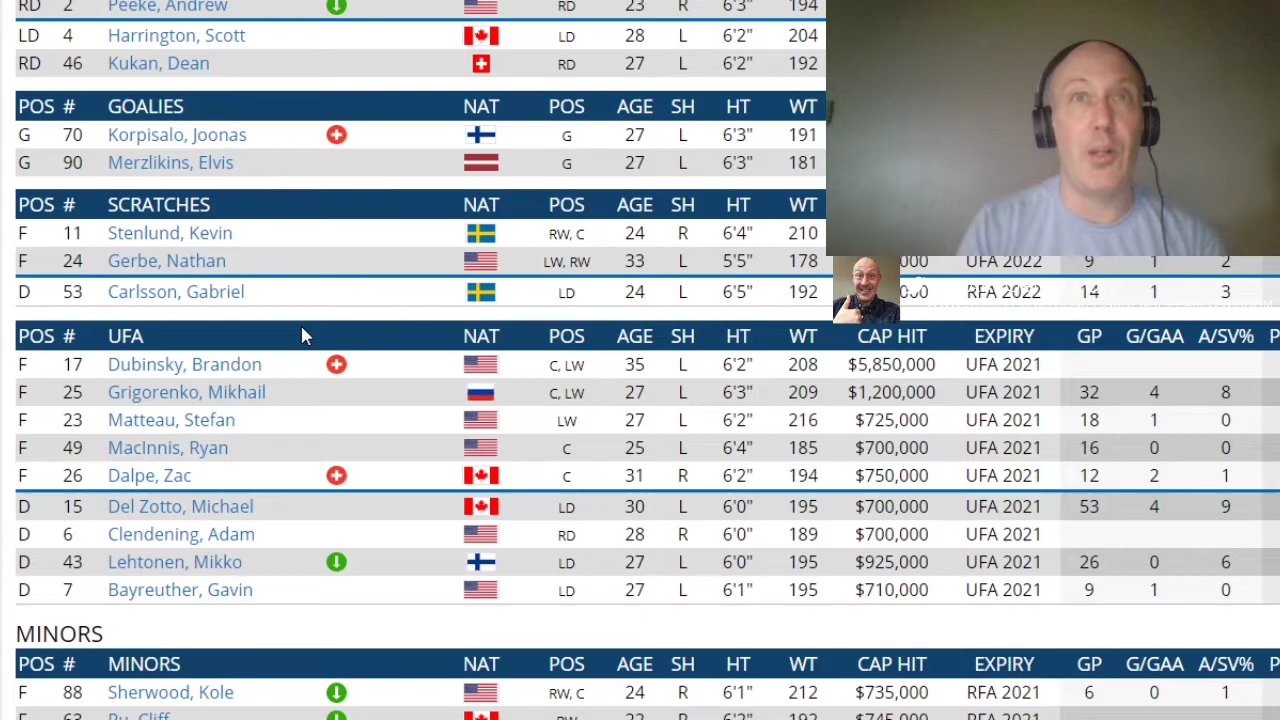 RD 2 Peeke, Andrew RD 23 R 6'3" 194
LD 4 Harrington, Scott LD 28 L 6'2" 204
RD 46 Kukan, Dean RD 27 L 6'2" 192
POS # GOALIES NAT POS AGE SH HT WT
G 70 Korpisalo, Joonas G 27 L 6'3" 191
G 90 Merzlikins, Elvis G 27 L 6'3" 181
POS # SCRATCHES NAT POS AGE SH HT WT
F 11 Stenlund, Kevin RW, C 24 R 6'4" 210
F 24 Gerbe, Nathan LW, RW 33 L 5'5" 178 000 UFA 2022 9 1 2
D 53 Carlsson, Gabriel LD 24 L 6'5" 192 000 RFA 2022 14 1 3
POS # UFA NAT POS AGE SH HT WT CAP HIT EXPIRY GP G/GAA A/SV% P
F 17 Dubinsky, Brandon C, LW 35 L 6'2" 208 $5,850,000 UFA 2021
F 25 Grigorenko, Mikhail C, LW 27 L 6'3" 209 $1,200,000 UFA 2021 32 4 8
F 23 Matteau, Stefan LW 27 L 6'2" 216 $725,000 UFA 2021 18 1 0
F 49 MacInnis, Ryan C 25 L 6'4" 185 $700,000 UFA 2021 16 0 0
F 26 Dalpe, Zac C 31 R 6'2" 194 $750,000 UFA 2021 12 2 1
D 15 Del Zotto, Michael LD 30 L 6'0" 195 $700,000 UFA 2021 53 4 9
D 6 Clendening, Adam RD 28 R 6'0" 189 $700,000 UFA 2021
D 43 Lehtonen, Mikko LD 27 L 6'0" 195 $925,000 UFA 2021 26 0 6
D 7 Bayreuther, Gavin LD 27 L 6'1" 195 $710,000 UFA 2021 9 1 0
MINORS
POS # MINORS NAT POS AGE SH HT WT CAP HIT EXPIRY GP G/GAA A/SV% P
F 88 Sherwood, Kole RW, C 24 R 6'1" 212 $735,000 RFA 2021 6 0 1
F 63 Pu, Cliff RW 22 R 6'2" 192 $745,000 RFA 2021